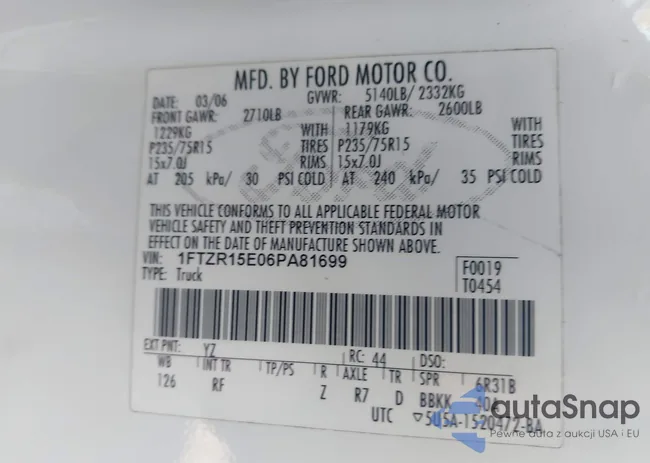 MFD. BY FORD MOTOR CO.
DATE: 03/06 GVWR: 5140LB/ 2332KG
FRONT GAWR: 2710LB REAR GAWR: 2600LB
1229KG WITH 1179KG WITH
P235/75R15 TIRES P235/75R15 TIRES
15x7.0J RIMS 15x7.0J RIMS
AT 205 kPa/ 30 PSI COLD AT 240 kPa/ 35 PSI COLD
THIS VEHICLE CONFORMS TO ALL APPLICABLE FEDERAL MOTOR
VEHICLE SAFETY AND THEFT PREVENTION STANDARDS IN
EFFECT ON THE DATE OF MANUFACTURE SHOWN ABOVE.
VIN: 1FTZR15E06PA81699 F0019
TYPE: Truck T0454
EXT PNT: YZ RC: 44 DSO:
WB INT TR TP/PS R AXLE TR SPR 6R31B
126 RF Z R7 D BBKK
UTC ▽5U5A-1520472-BA
autaSnap
Pewne auta z aukcji USA i EU